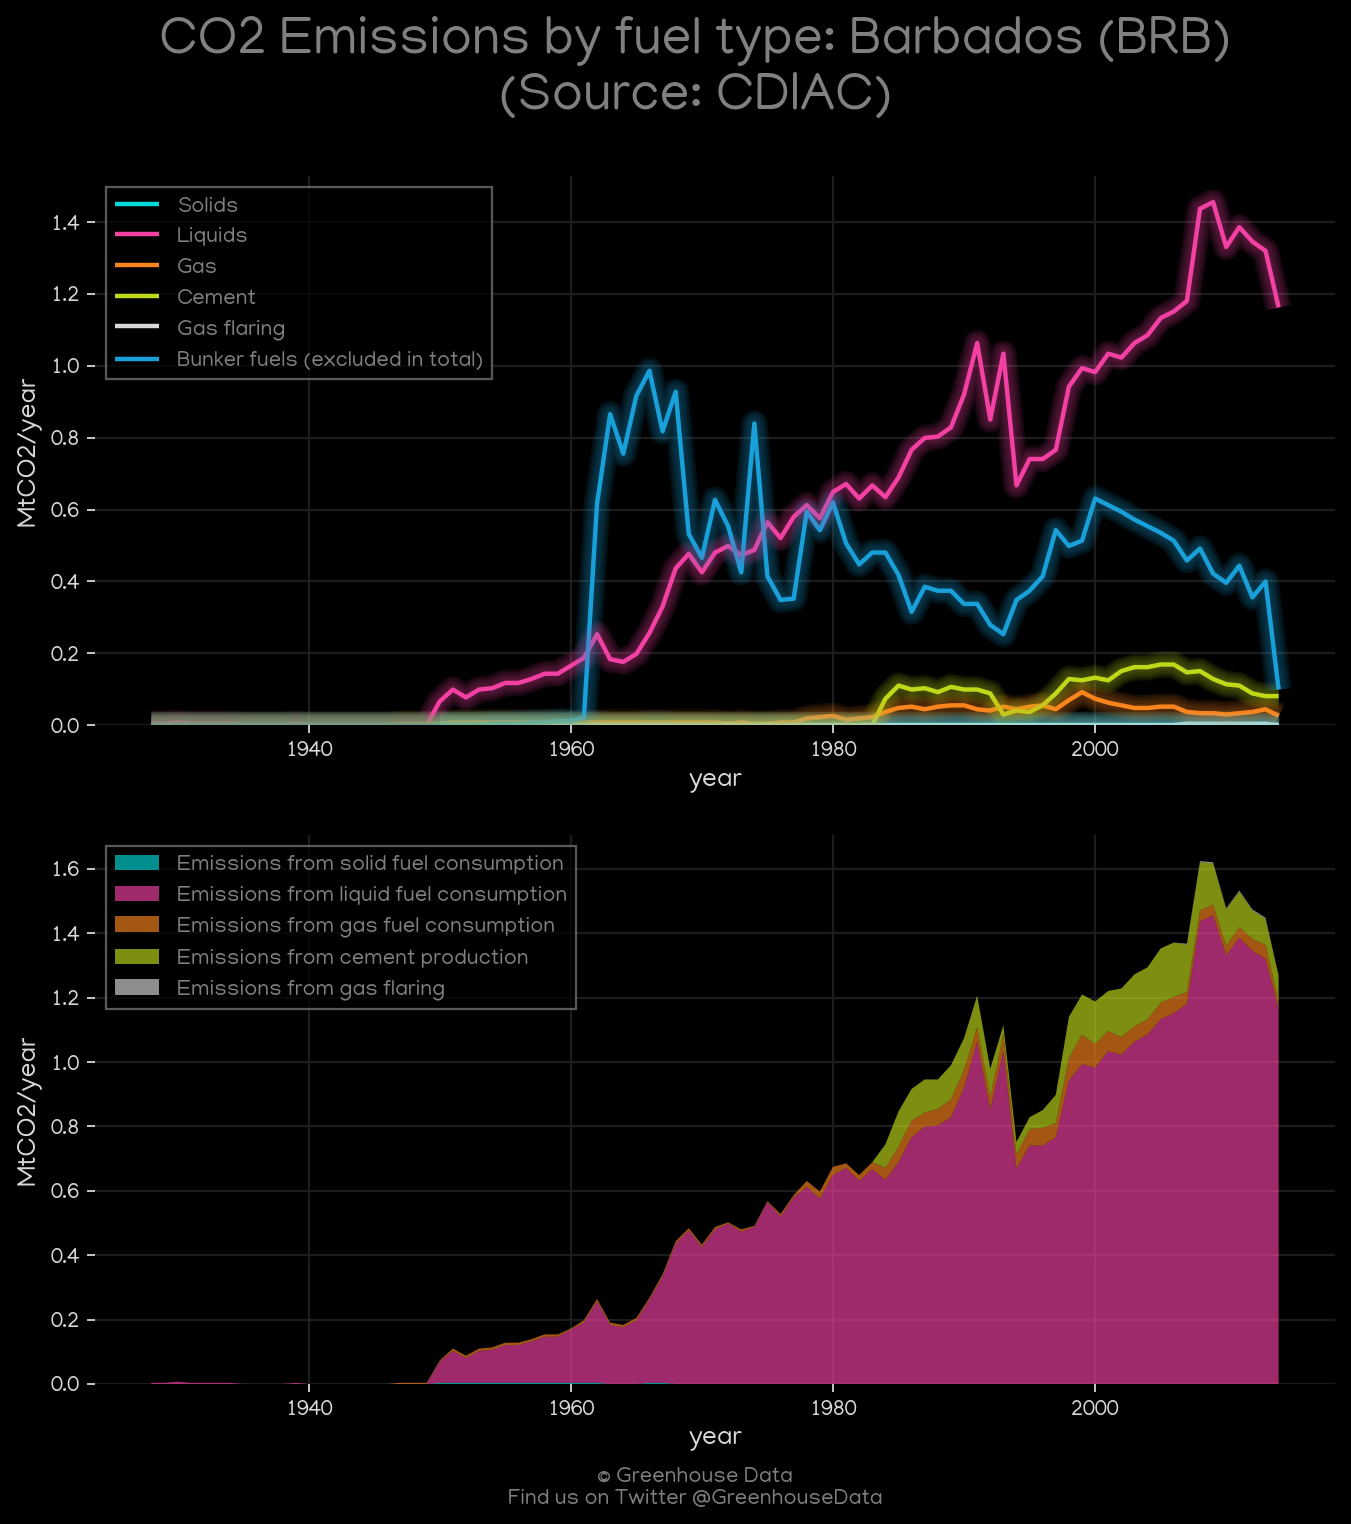 CO2 Emissions by fuel type: Barbados (BRB)
(Source: CDIAC)
Solids
Liquids
Gas
Cement
Gas flaring
Bunker fuels (excluded in total)
MtCO2/year
1.4
1.2
1.0
0.8
0.6
0.4
0.2
0.0
1940 1960 1980 2000
year
Emissions from solid fuel consumption
Emissions from liquid fuel consumption
Emissions from gas fuel consumption
Emissions from cement production
Emissions from gas flaring
MtCO2/year
1.6
1.4
1.2
1.0
0.8
0.6
0.4
0.2
0.0
1940 1960 1980 2000
year
© Greenhouse Data
Find us on Twitter @GreenhouseData